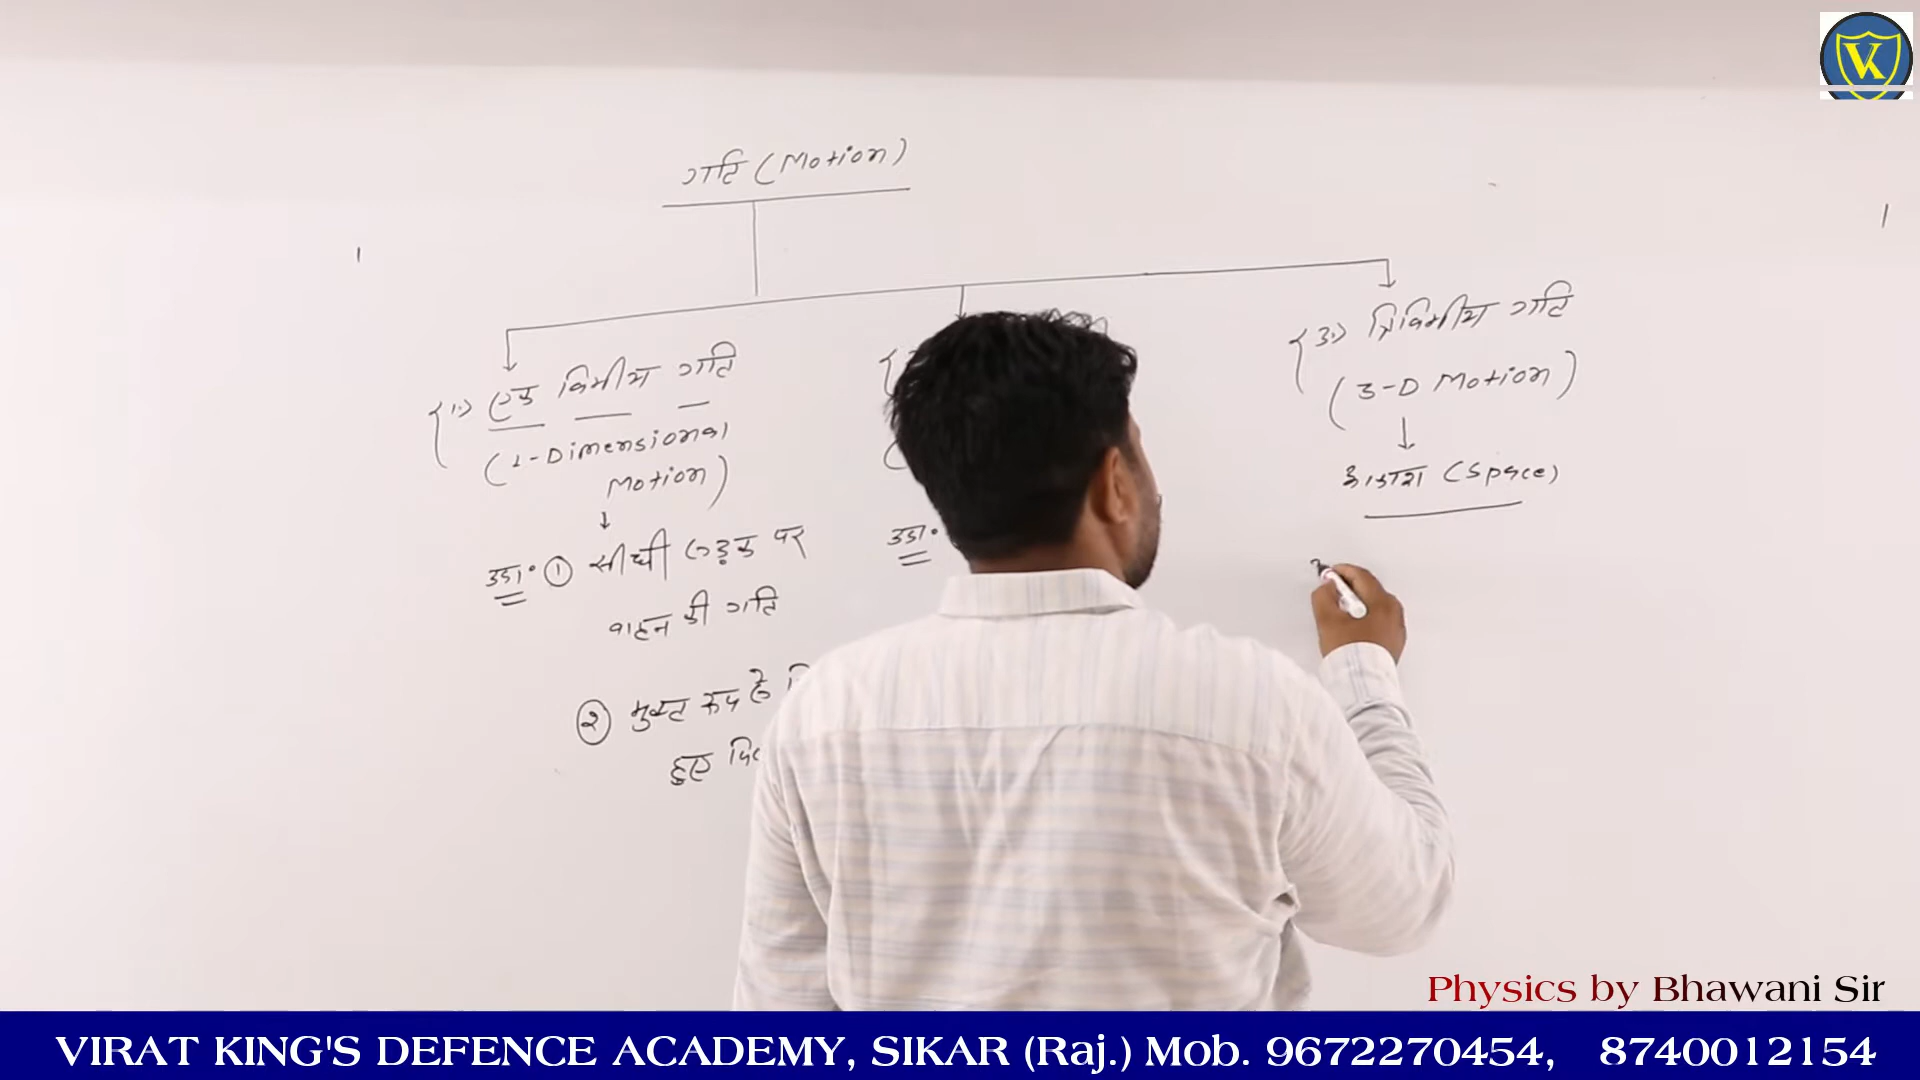 गति (Motion)
{1.} एक विमीय गति
(1-Dimensional
Motion)
उदा. ① सीधी सड़क पर
वाहन की गति
② मुक्त रूप से
हुए
उदा.
{3.} त्रिविमीय गति
(3-D Motion)
(Space)
VK
Physics by Bhawani Sir
VIRAT KING'S DEFENCE ACADEMY, SIKAR (Raj.) Mob. 9672270454, 8740012154